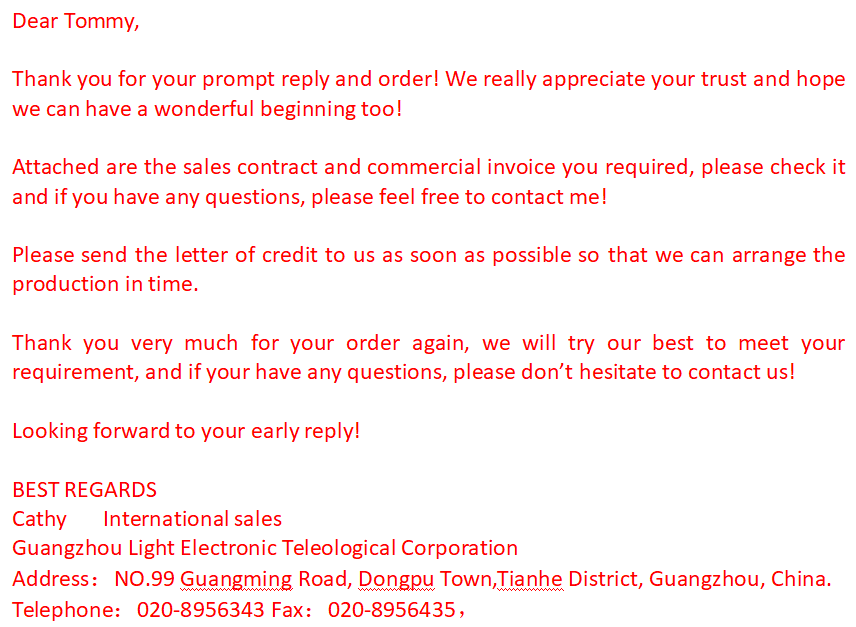 Dear Tommy,
Thank you for your prompt reply and order! We really appreciate your trust and hope
we can have a wonderful beginning too!
Attached are the sales contract and commercial invoice you required, please check it
and if you have any questions, please feel free to contact me!
Please send the letter of credit to us as soon as possible so that we can arrange the
production in time.
Thank you very much for your order again, we will try our best to meet your
requirement, and if your have any questions, please don’t hesitate to contact us!
Looking forward to your early reply!
BEST REGARDS
Cathy International sales
Guangzhou Light Electronic Teleological Corporation
Address：NO.99 Guangming Road, Dongpu Town,Tianhe District, Guangzhou, China.
Telephone：020-8956343 Fax：020-8956435，